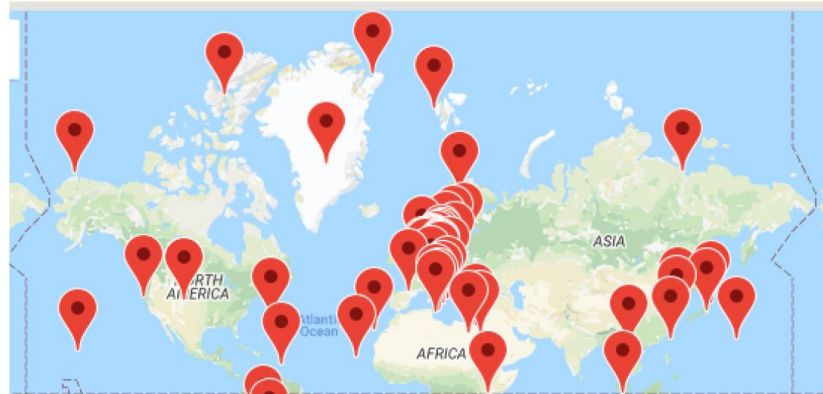 ASIA
NORTH
AMERICA
Atlantic
Ocean
AFRICA